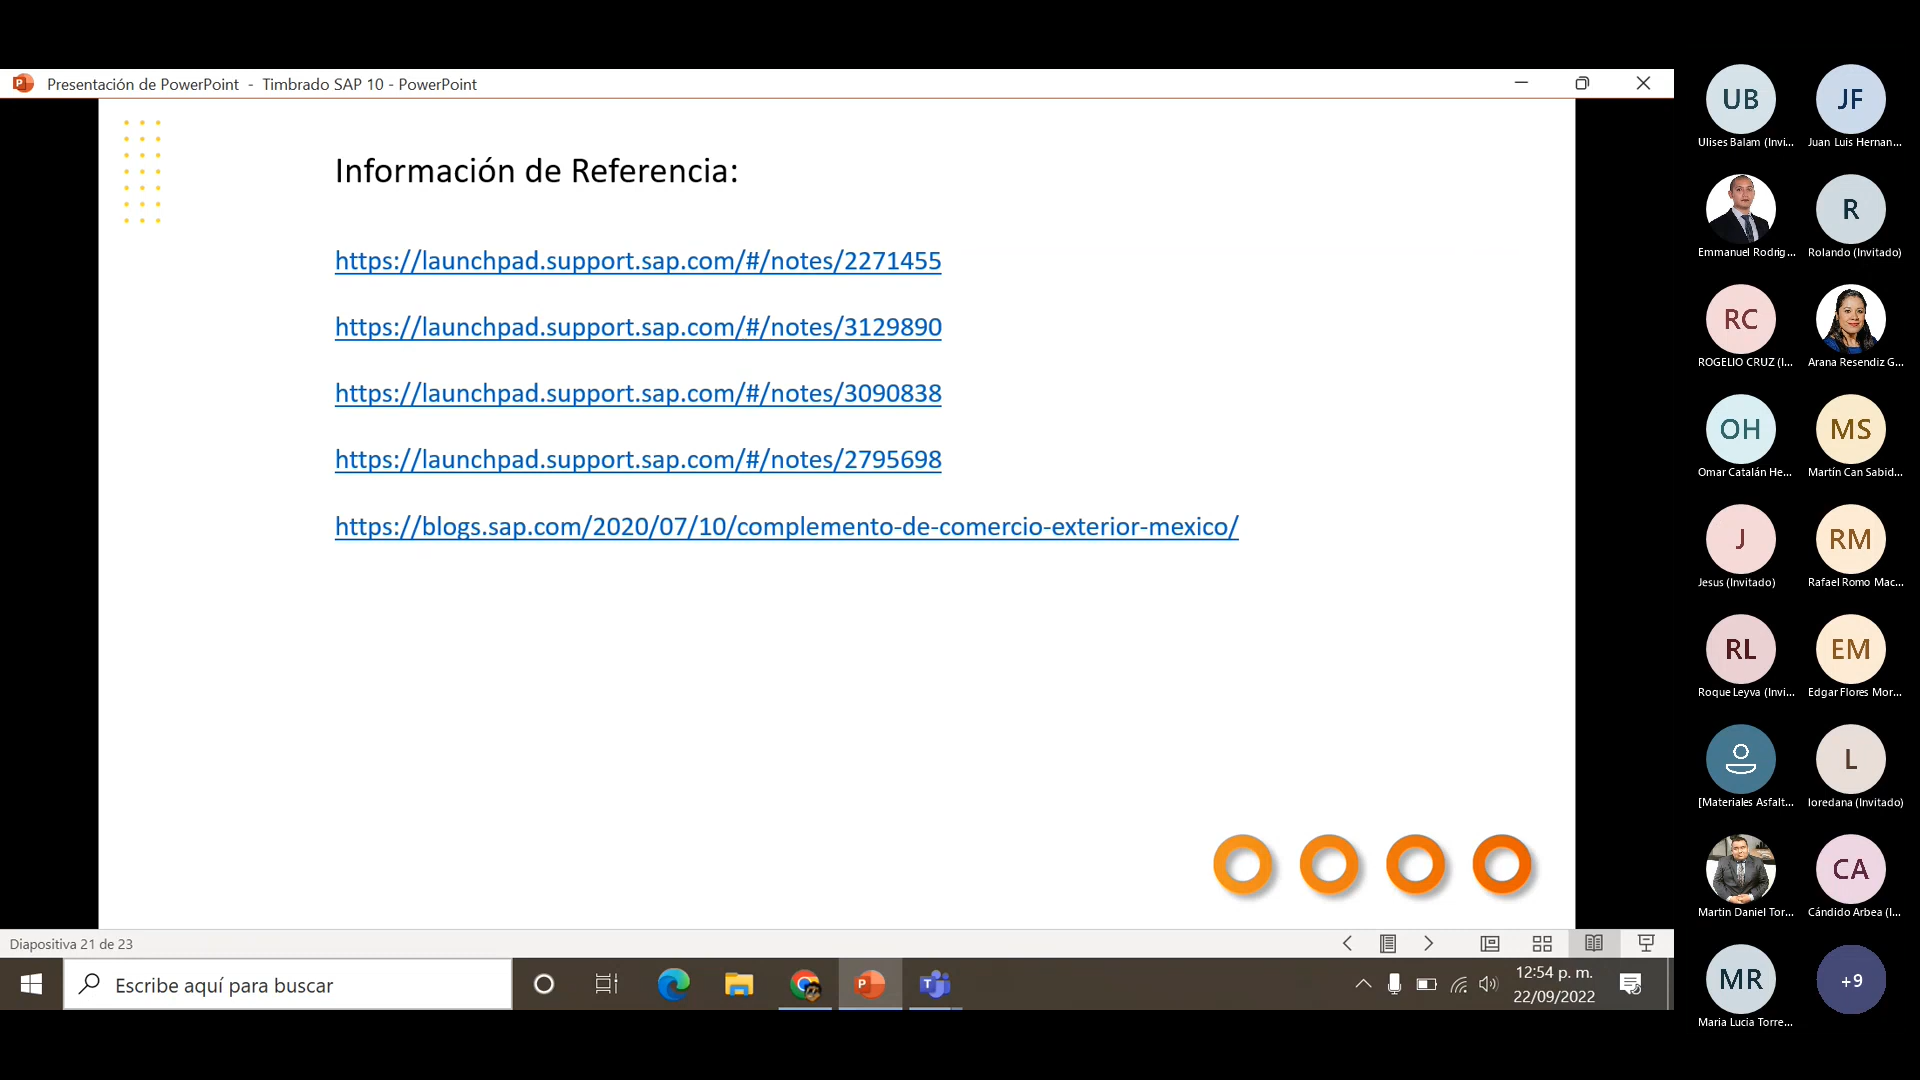 Presentación de PowerPoint - Timbrado SAP 10 - PowerPoint
Información de Referencia:
https://launchpad.support.sap.com/#/notes/2271455
https://launchpad.support.sap.com/#/notes/3129890
https://launchpad.support.sap.com/#/notes/3090838
https://launchpad.support.sap.com/#/notes/2795698
https://blogs.sap.com/2020/07/10/complemento-de-comercio-exterior-mexico/
Diapositiva 21 de 23
Escribe aquí para buscar
12:54 p. m.
22/09/2022
UB
JF
Ulises Balam (Invi...
Juan Luis Hernan...
R
Emmanuel Rodrig...
Rolando (Invitado)
RC
ROGELIO CRUZ (I...
Arana Resendiz G...
OH
MS
Omar Catalán He...
Martín Can Sabid...
J
RM
Jesus (Invitado)
Rafael Romo Mac...
RL
EM
Roque Leyva (Invi...
Edgar Flores Mor...
L
[Materiales Asfalt...
loredana (Invitado)
CA
Martin Daniel Tor...
Cándido Arbea (I...
MR
+9
Maria Lucia Torre...